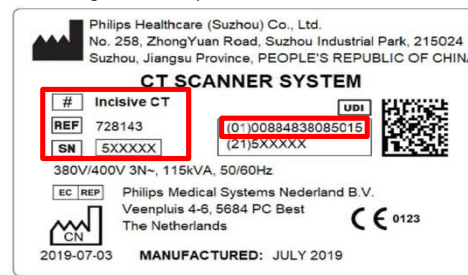 Philips Healthcare (Suzhou) Co., Ltd.
No. 258, ZhongYuan Road, Suzhou Industrial Park, 215024
Suzhou, Jiangsu Province, PEOPLE'S REPUBLIC OF CHINA
CT SCANNER SYSTEM
# Incisive CT
UDI
REF 728143
(01)00884838085015
SN 5XXXXX
(21)5XXXXX
380V/400V 3N~, 115kVA, 50/60Hz
EC REP Philips Medical Systems Nederland B.V.
Veenpluis 4-6, 5684 PC Best
The Netherlands
CE 0123
CN
2019-07-03 MANUFACTURED: JULY 2019